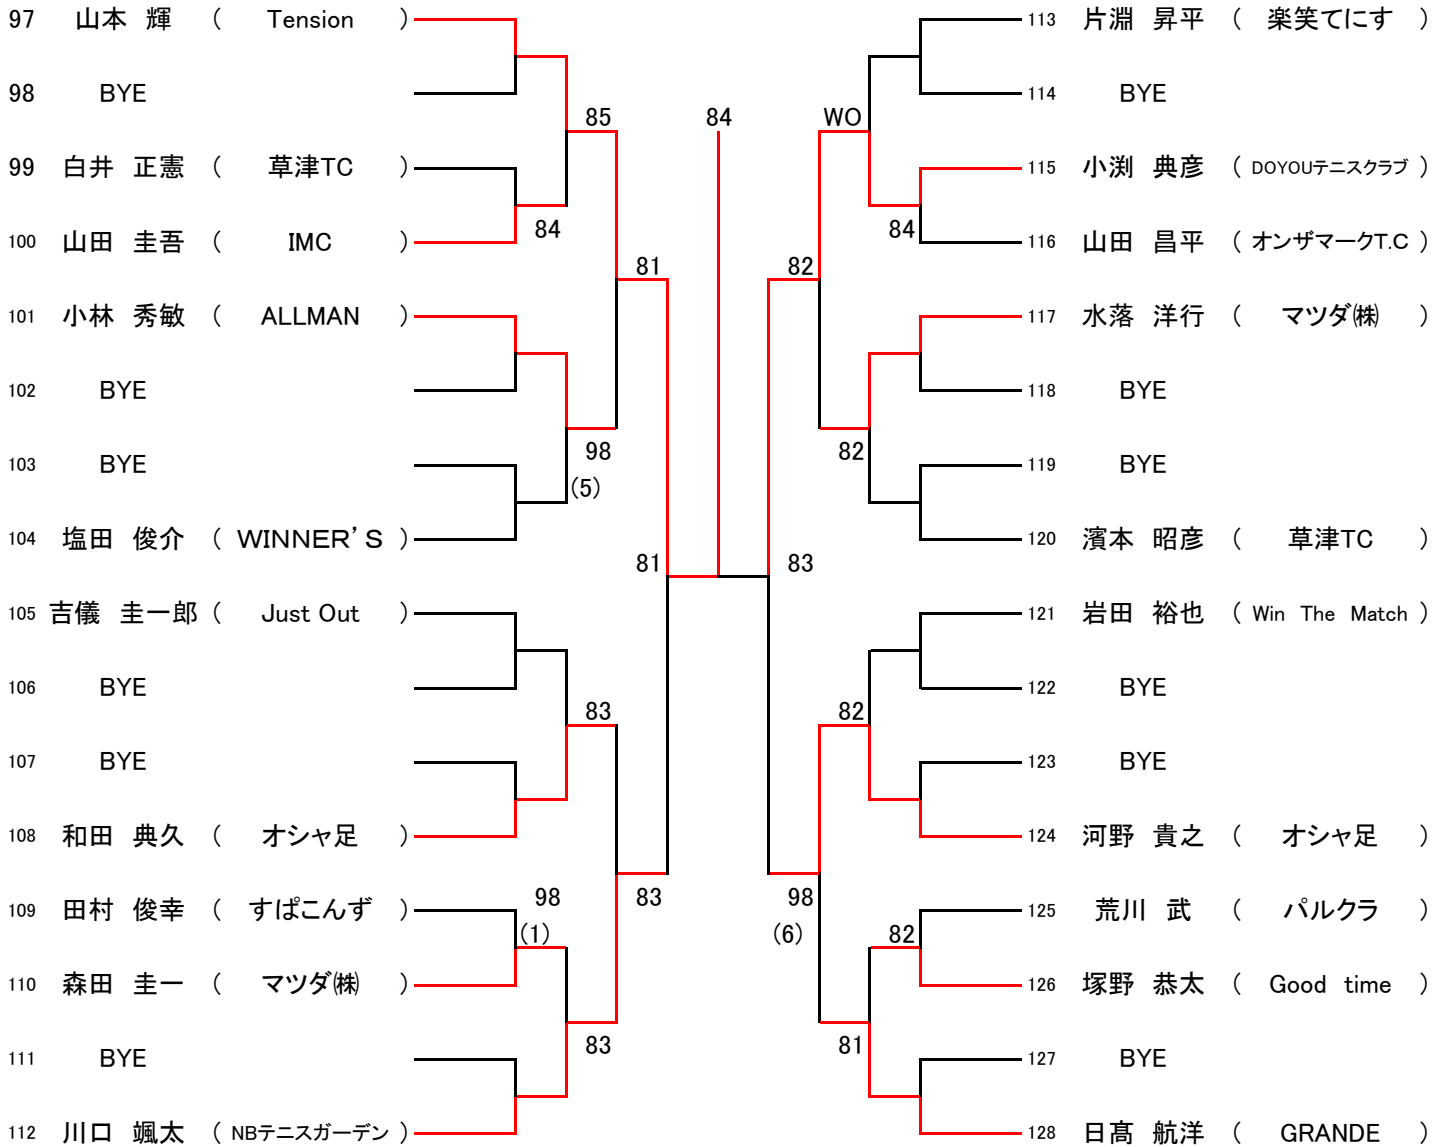 97 山本 輝 ( Tension ) 113 片淵 昇平 ( 楽笑てにす )
98 BYE 114 BYE
85 84 WO
99 白井 正憲 ( 草津TC ) 115 小渕 典彦 ( DOYOUテニスクラブ )
84 84
100 山田 圭吾 ( IMC ) 116 山田 昌平 ( オンザマークT.C )
81 82
101 小林 秀敏 ( ALLMAN ) 117 水落 洋行 ( マツダ㈱ )
102 BYE 118 BYE
98 82
103 BYE 119 BYE
(5)
104 塩田 俊介 ( WINNER'S ) 120 濱本 昭彦 ( 草津TC )
81 83
105 吉儀 圭一郎 ( Just Out ) 121 岩田 裕也 ( Win The Match )
106 BYE 122 BYE
83 82
107 BYE 123 BYE
108 和田 典久 ( オシャ足 ) 124 河野 貴之 ( オシャ足 )
98 83 98
109 田村 俊幸 ( すぱこんず ) 125 荒川 武 ( パルクラ )
(1) (6) 82
110 森田 圭一 ( マツダ㈱ ) 126 塚野 恭太 ( Good time )
83 81
111 BYE 127 BYE
112 川口 颯太 ( NBテニスガーデン ) 128 日髙 航洋 ( GRANDE )